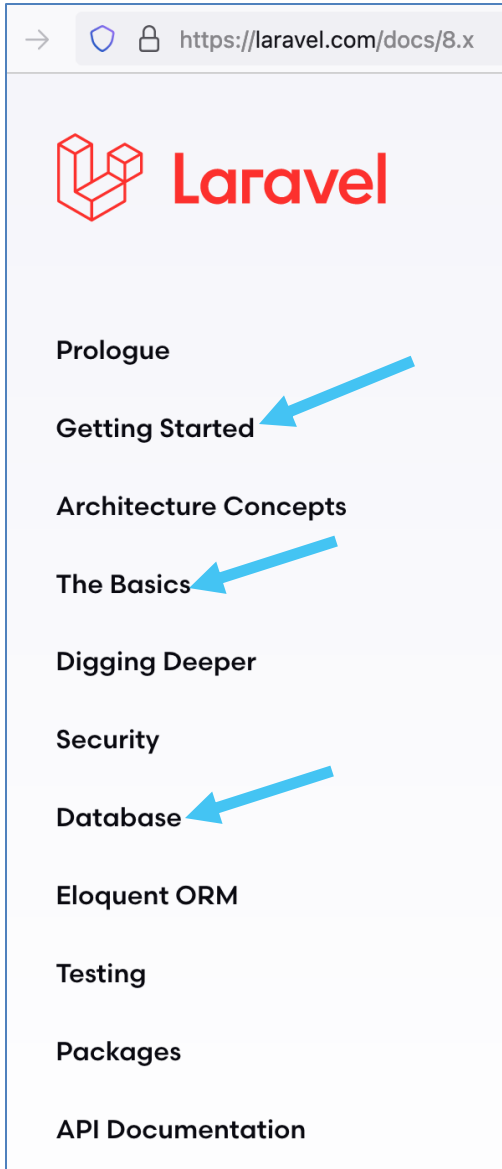 https://laravel.com/docs/8.x
Laravel
Prologue
Getting Started
Architecture Concepts
The Basics
Digging Deeper
Security
Database
Eloquent ORM
Testing
Packages
API Documentation